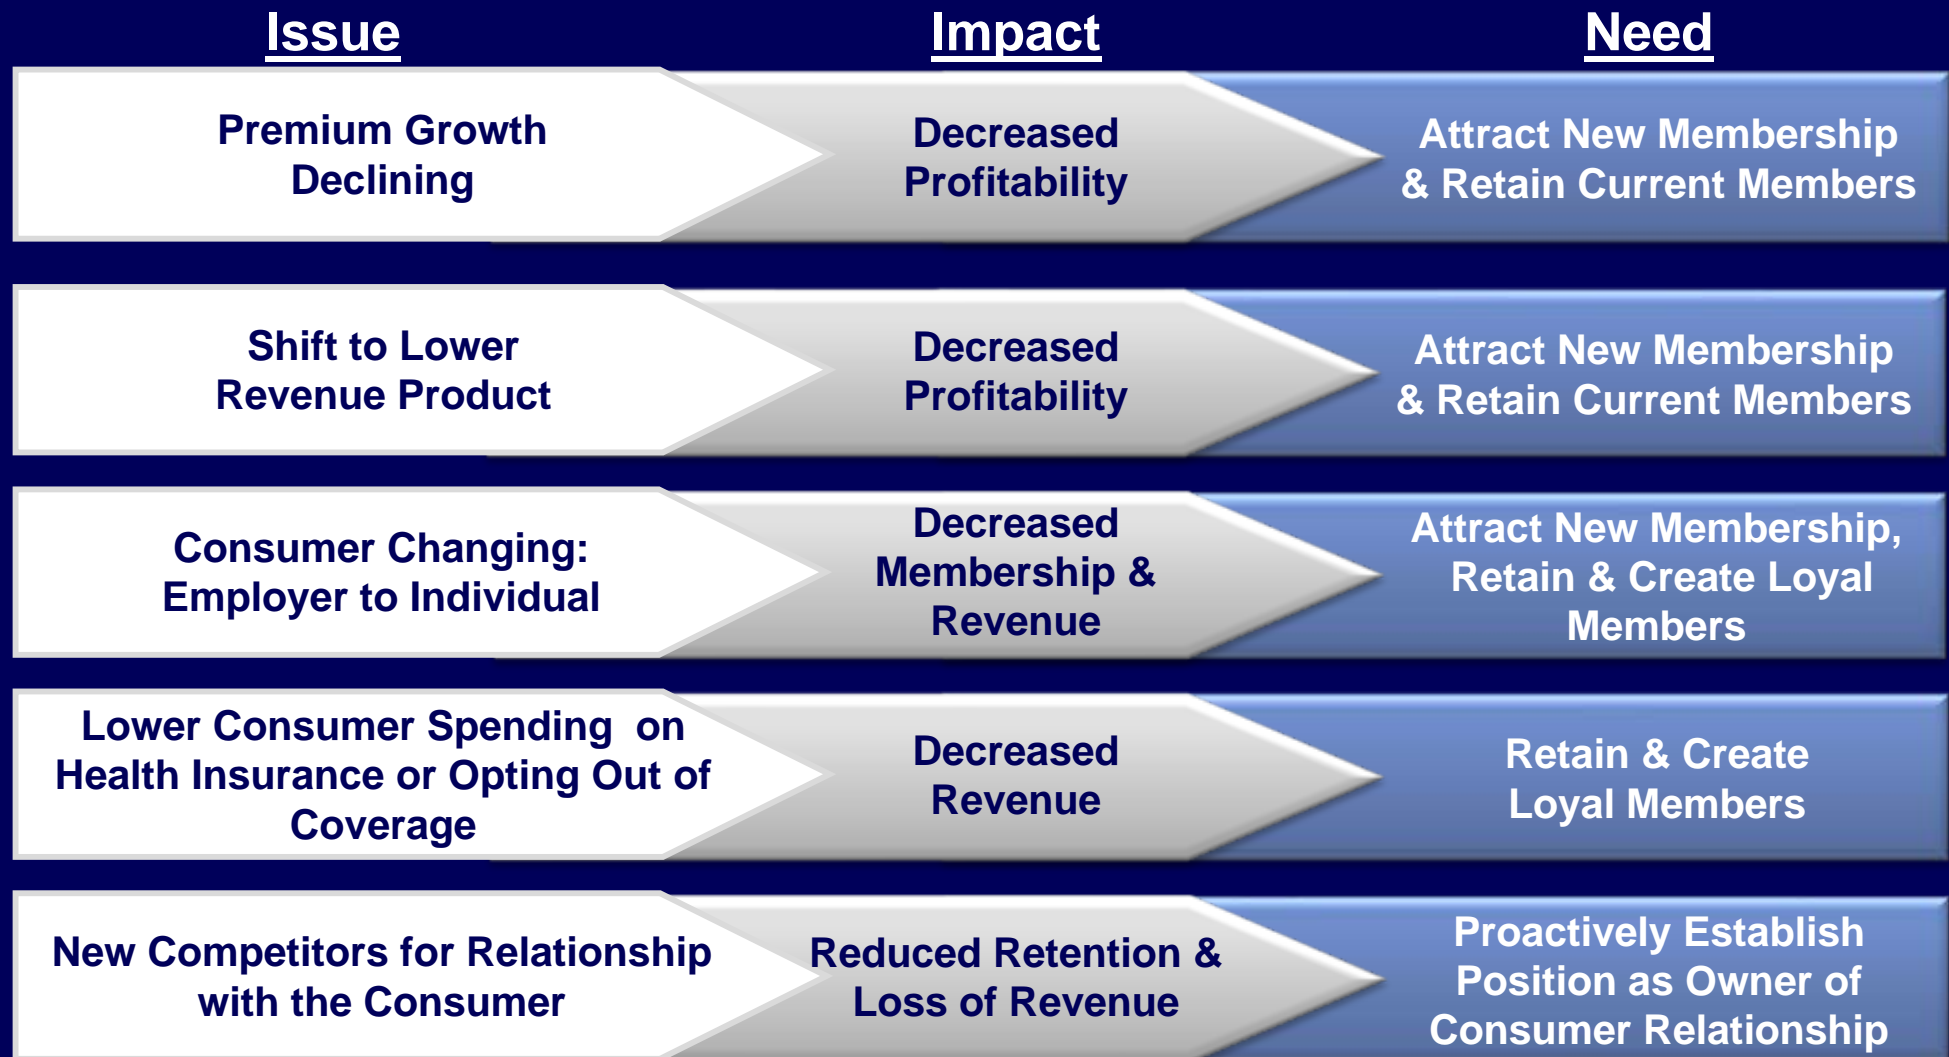 Issue
Impact
Need
Premium Growth
Declining
Decreased
Profitability
Attract New Membership
& Retain Current Members
Shift to Lower
Revenue Product
Decreased
Profitability
Attract New Membership
& Retain Current Members
Consumer Changing:
Employer to Individual
Decreased
Membership &
Revenue
Attract New Membership,
Retain & Create Loyal
Members
Lower Consumer Spending  on
Health Insurance or Opting Out of
Coverage
Decreased
Revenue
Retain & Create
Loyal Members
New Competitors for Relationship
with the Consumer
Reduced Retention &
Loss of Revenue
Proactively Establish
Position as Owner of
Consumer Relationship